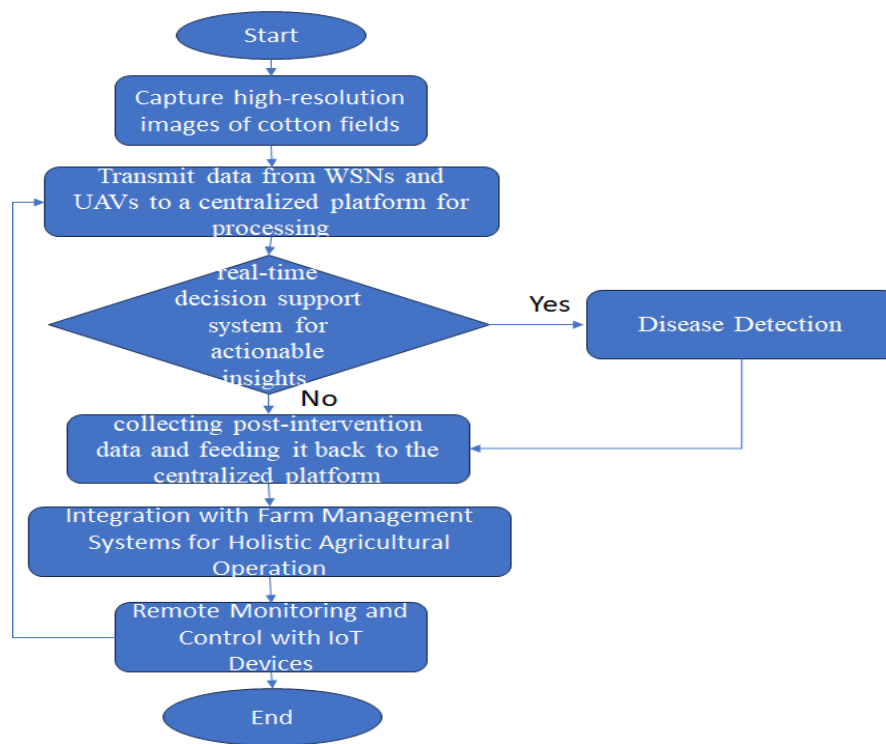 Start
Capture high-resolution
images of cotton fields
Transmit data from WSNs and
UAVs to a centralized platform for
processing
real-time
decision support
system for
actionable
insights
Yes
Disease Detection
No
collecting post-intervention
data and feeding it back to the
centralized platform
Integration with Farm Management
Systems for Holistic Agricultural
Operation
Remote Monitoring and
Control with IoT
Devices
End